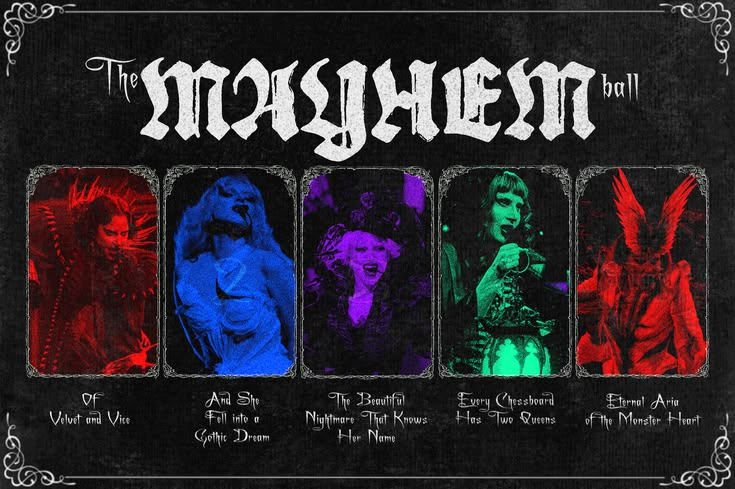 The MAYHEM ball
Of
Velvet and Vice
And She
Fell into a
Gothic Dream
The Beautiful
Nightmare That Knows
Her Name
Every Chessboard
Has Two Queens
Eternal Aria
of the Monster Heart